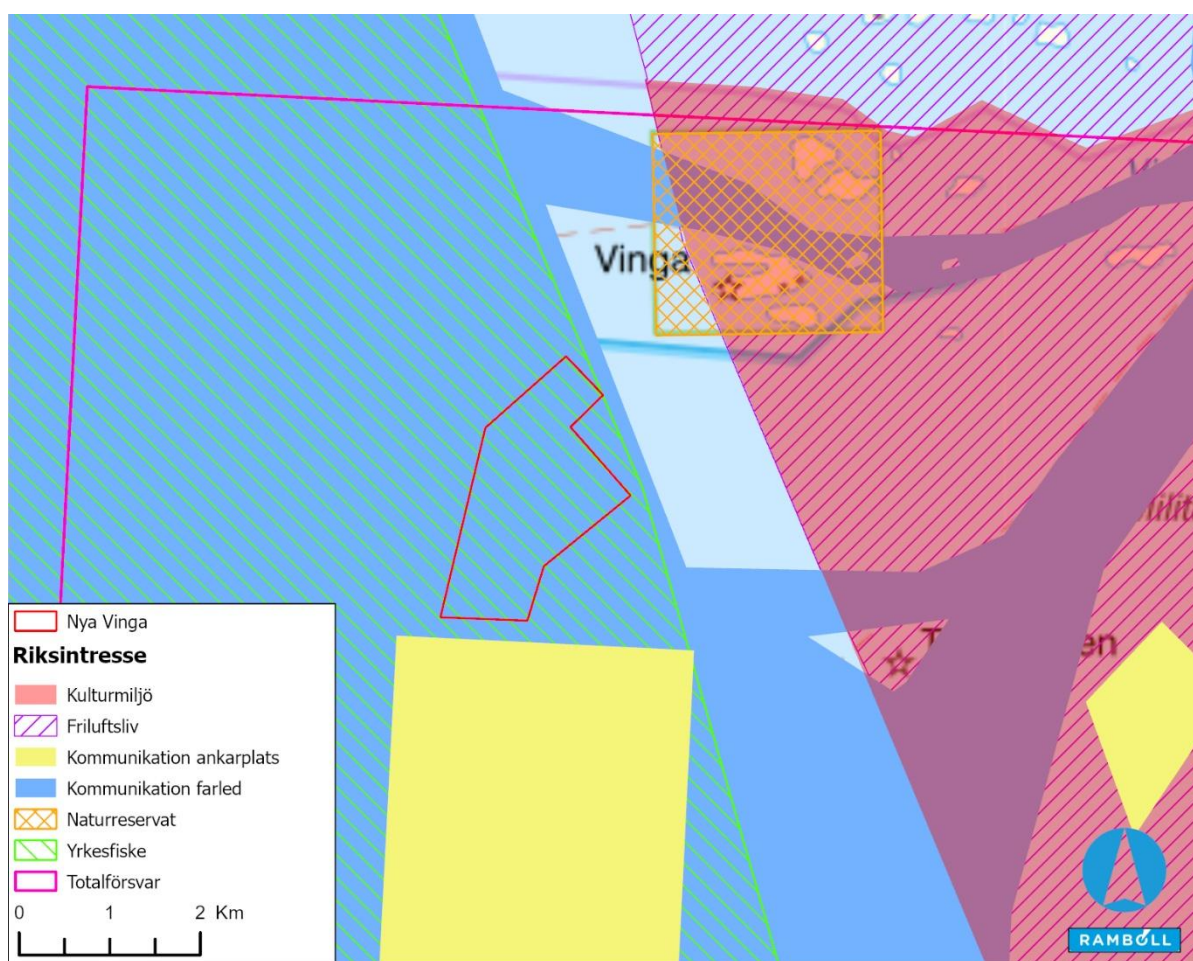 Vinga
Nya Vinga
Riksintresse
Kulturmiljö
Friluftsliv
Kommunikation ankarplats
Kommunikation farled
Naturreservat
Yrkesfiske
Totalförsvar
0 1 2 Km
RAMBOLL